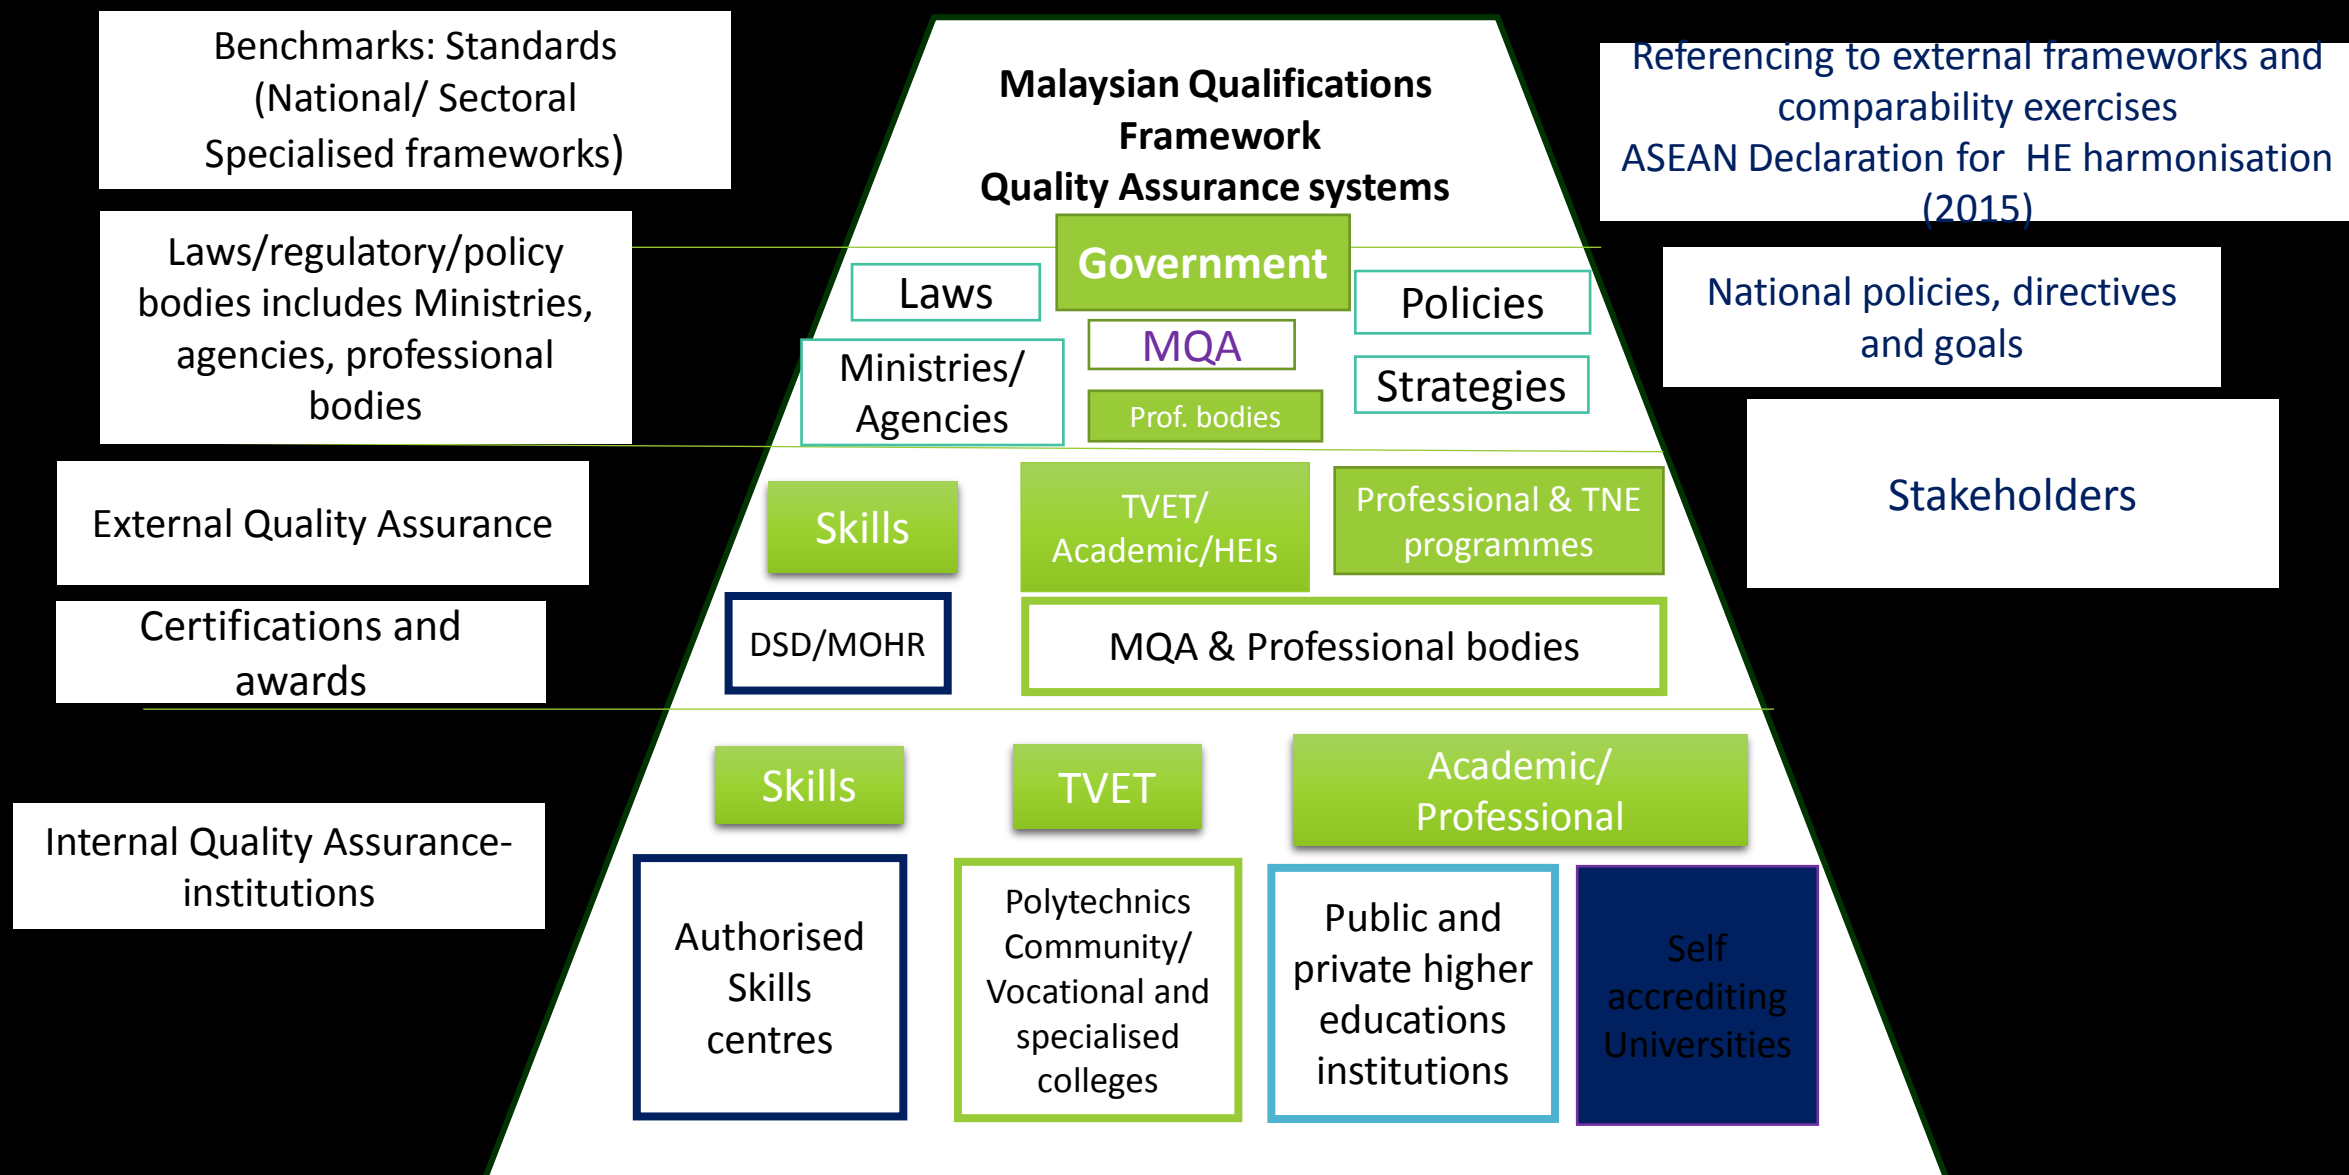 Benchmarks: Standards
(National/ Sectoral
Specialised frameworks)
Malaysian Qualifications
Framework
Quality Assurance systems
Referencing to external frameworks and
comparability exercises
ASEAN Declaration for HE harmonisation
(2015)
Laws/regulatory/policy
bodies includes Ministries,
agencies, professional
bodies
Government
Laws
Policies
MQA
Ministries/
Agencies
Strategies
Prof. bodies
National policies, directives
and goals
Stakeholders
External Quality Assurance
Skills
TVET/
Academic/HEIs
Professional & TNE
programmes
Certifications and
awards
DSD/MOHR
MQA & Professional bodies
Skills
TVET
Academic/
Professional
Internal Quality Assurance-
institutions
Authorised
Skills
centres
Polytechnics
Community/
Vocational and
specialised
colleges
Public and
private higher
educations
institutions
Self
accrediting
Universities